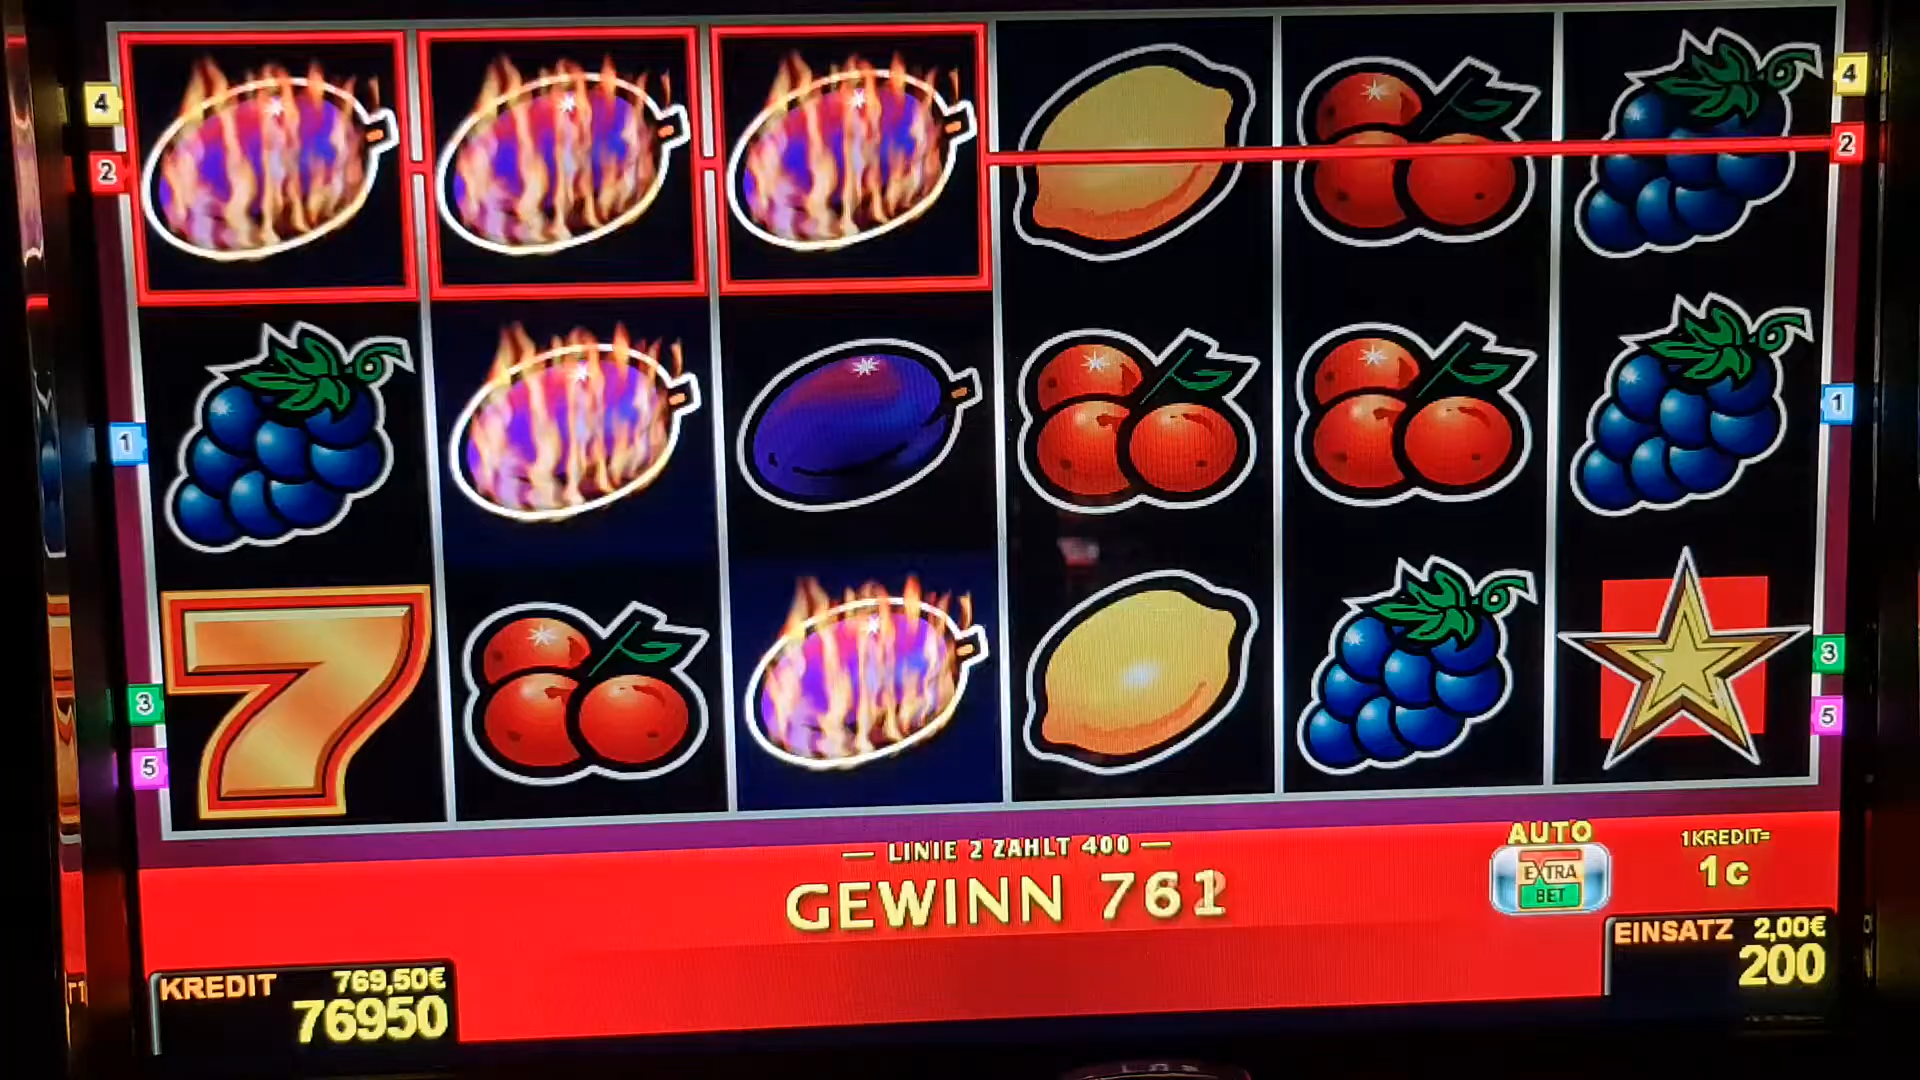 4
4
2
2
1
1
3
3
5
5
— LINIE 2 ZAHLT 400 —
GEWINN 761
AUTO
EXTRA
BET
1KREDIT=
1c
KREDIT 769,50€
76950
EINSATZ 2,00€
200